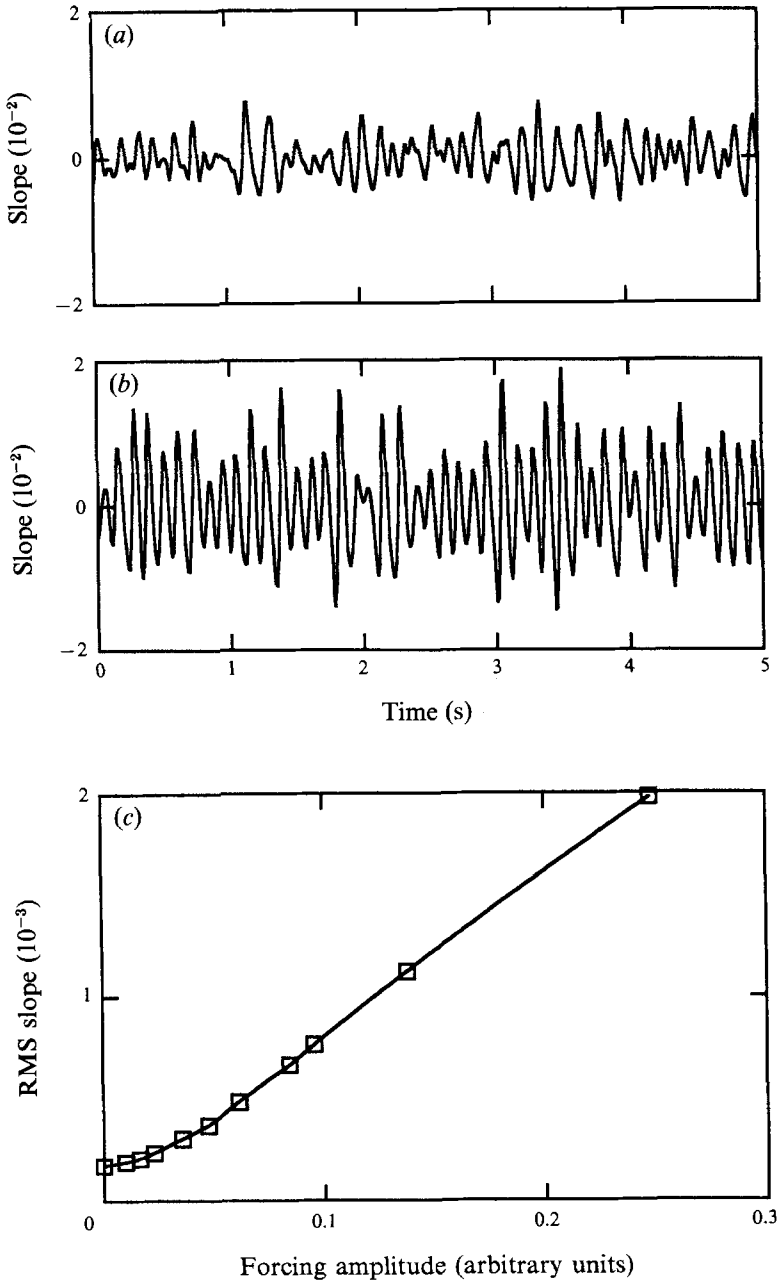 2
(a)
Slope (10⁻²)
0
−2
2
(b)
Slope (10⁻²)
0
−2
0 1 2 3 4 5
Time (s)
2
(c)
RMS slope (10⁻³)
1
0 0.1 0.2 0.3
Forcing amplitude (arbitrary units)